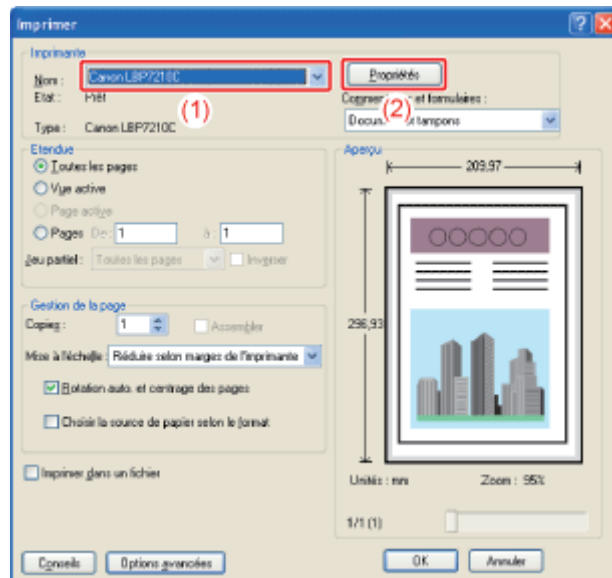 Imprimer
Imprimante
Nom : Canon LBP7210C
Propriétés
Etat : Prêt
(1)
(2)
Type : Canon LBP7210C
Etendue
Toutes les pages
Vue active
Page active
Pages De : 1 à : 1
Jeu partiel : Toutes les pages Inverser
Aperçu
209,97
296,93
Gestion de la page
Copies : 1 Assembler
Mise à l'échelle : Réduire selon marges de l'imprimante
Rotation auto. et centrage des pages
Choisir la source de papier selon le format
Imprimer dans un fichier
Unités : mm Zoom : 95%
1/1 (1)
Conseils Options avancées OK Annuler